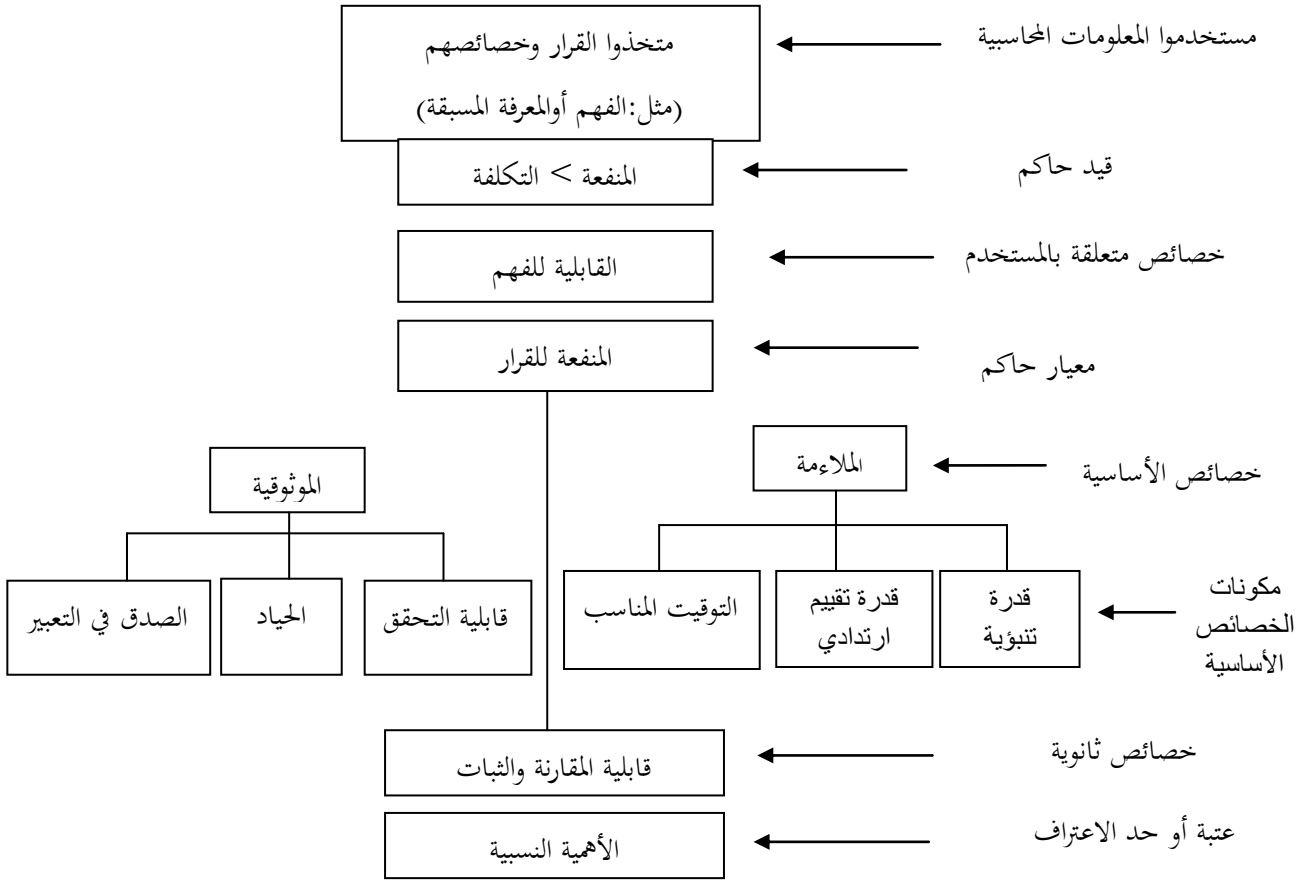 مستخدموا المعلومات المحاسبية
متخذوا القرار وخصائصهم
(مثل:الفهم أوالمعرفة المسبقة)
قيد حاكم
المنفعة > التكلفة
خصائص متعلقة بالمستخدم
القابلية للفهم
معيار حاكم
المنفعة للقرار
خصائص الأساسية
الملاءمة
الموثوقية
مكونات
الخصائص
الأساسية
قدرة
تنبؤية
قدرة تقييم
ارتدادي
التوقيت المناسب
قابلية التحقق
الحياد
الصدق في التعبير
خصائص ثانوية
قابلية المقارنة والثبات
عتبة أو حد الاعتراف
الأهمية النسبية